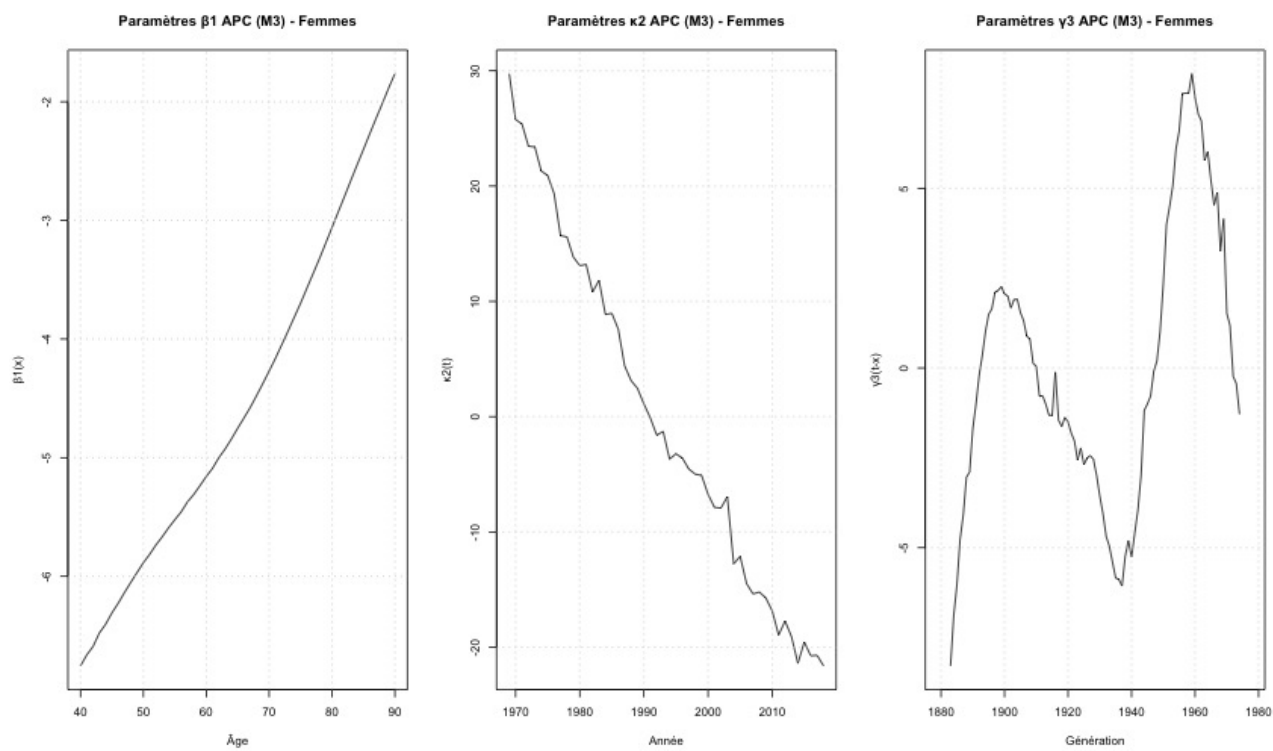 Paramètres β1 APC (M3) - Femmes
β1(x)
-2
-3
-4
-5
-6
40 50 60 70 80 90
Âge
Paramètres κ2 APC (M3) - Femmes
κ2(t)
30
20
10
0
-10
-20
1970 1980 1990 2000 2010
Année
Paramètres γ3 APC (M3) - Femmes
γ3(t-x)
5
0
-5
1880 1900 1920 1940 1960 1980
Génération